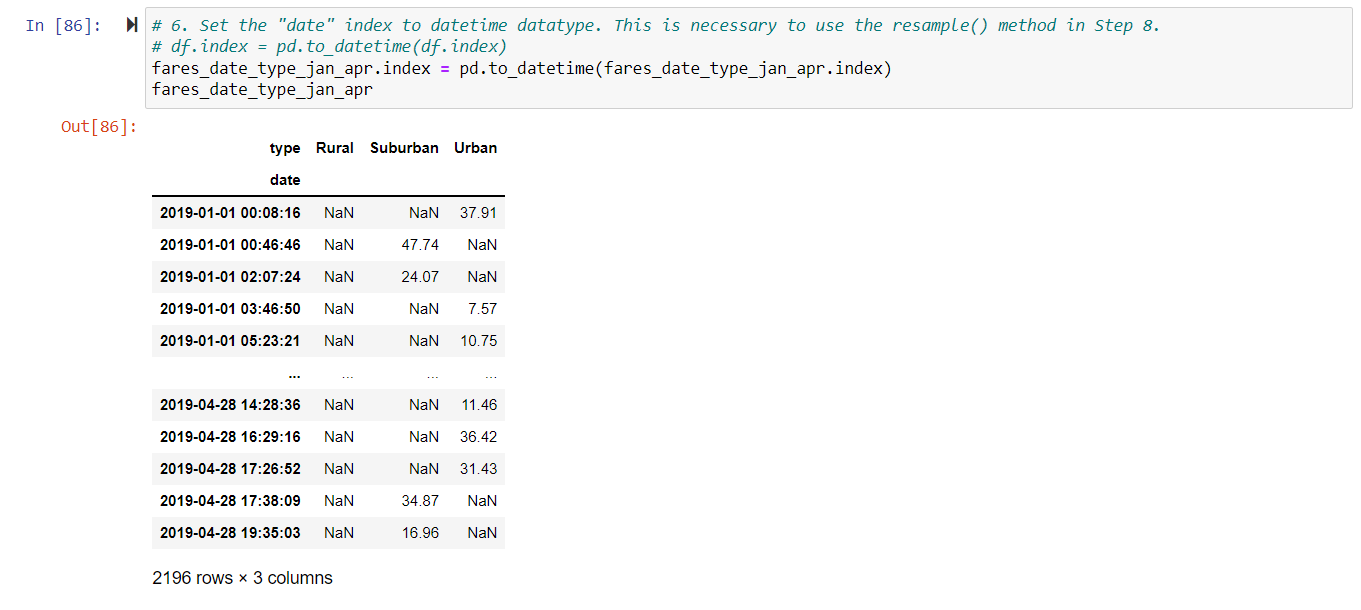 In [86]:
# 6. Set the "date" index to datetime datatype. This is necessary to use the resample() method in Step 8.
# df.index = pd.to_datetime(df.index)
fares_date_type_jan_apr.index = pd.to_datetime(fares_date_type_jan_apr.index)
fares_date_type_jan_apr
Out[86]:
type Rural Suburban Urban
date
2019-01-01 00:08:16 NaN NaN 37.91
2019-01-01 00:46:46 NaN 47.74 NaN
2019-01-01 02:07:24 NaN 24.07 NaN
2019-01-01 03:46:50 NaN NaN 7.57
2019-01-01 05:23:21 NaN NaN 10.75
... ... ... ...
2019-04-28 14:28:36 NaN NaN 11.46
2019-04-28 16:29:16 NaN NaN 36.42
2019-04-28 17:26:52 NaN NaN 31.43
2019-04-28 17:38:09 NaN 34.87 NaN
2019-04-28 19:35:03 NaN 16.96 NaN
2196 rows × 3 columns